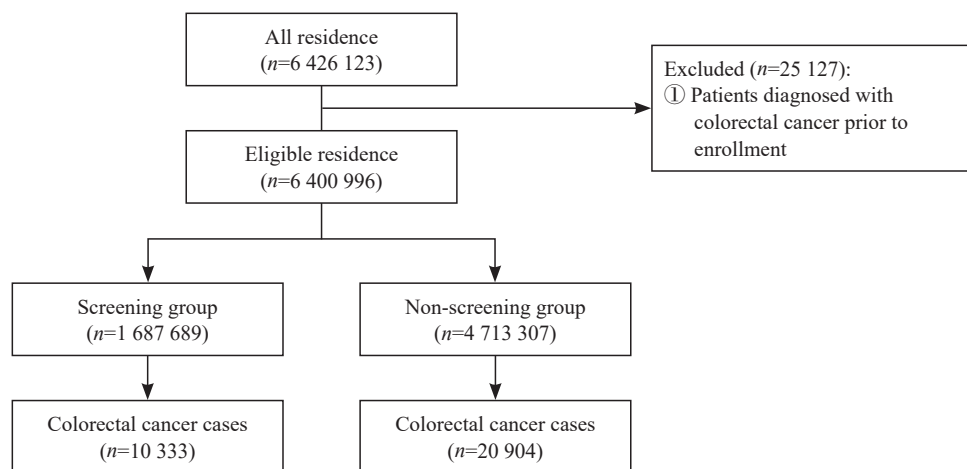 All residence
(n=6 426 123)
Excluded (n=25 127):
① Patients diagnosed with
colorectal cancer prior to
enrollment
Eligible residence
(n=6 400 996)
Screening group
(n=1 687 689)
Non-screening group
(n=4 713 307)
Colorectal cancer cases
(n=10 333)
Colorectal cancer cases
(n=20 904)